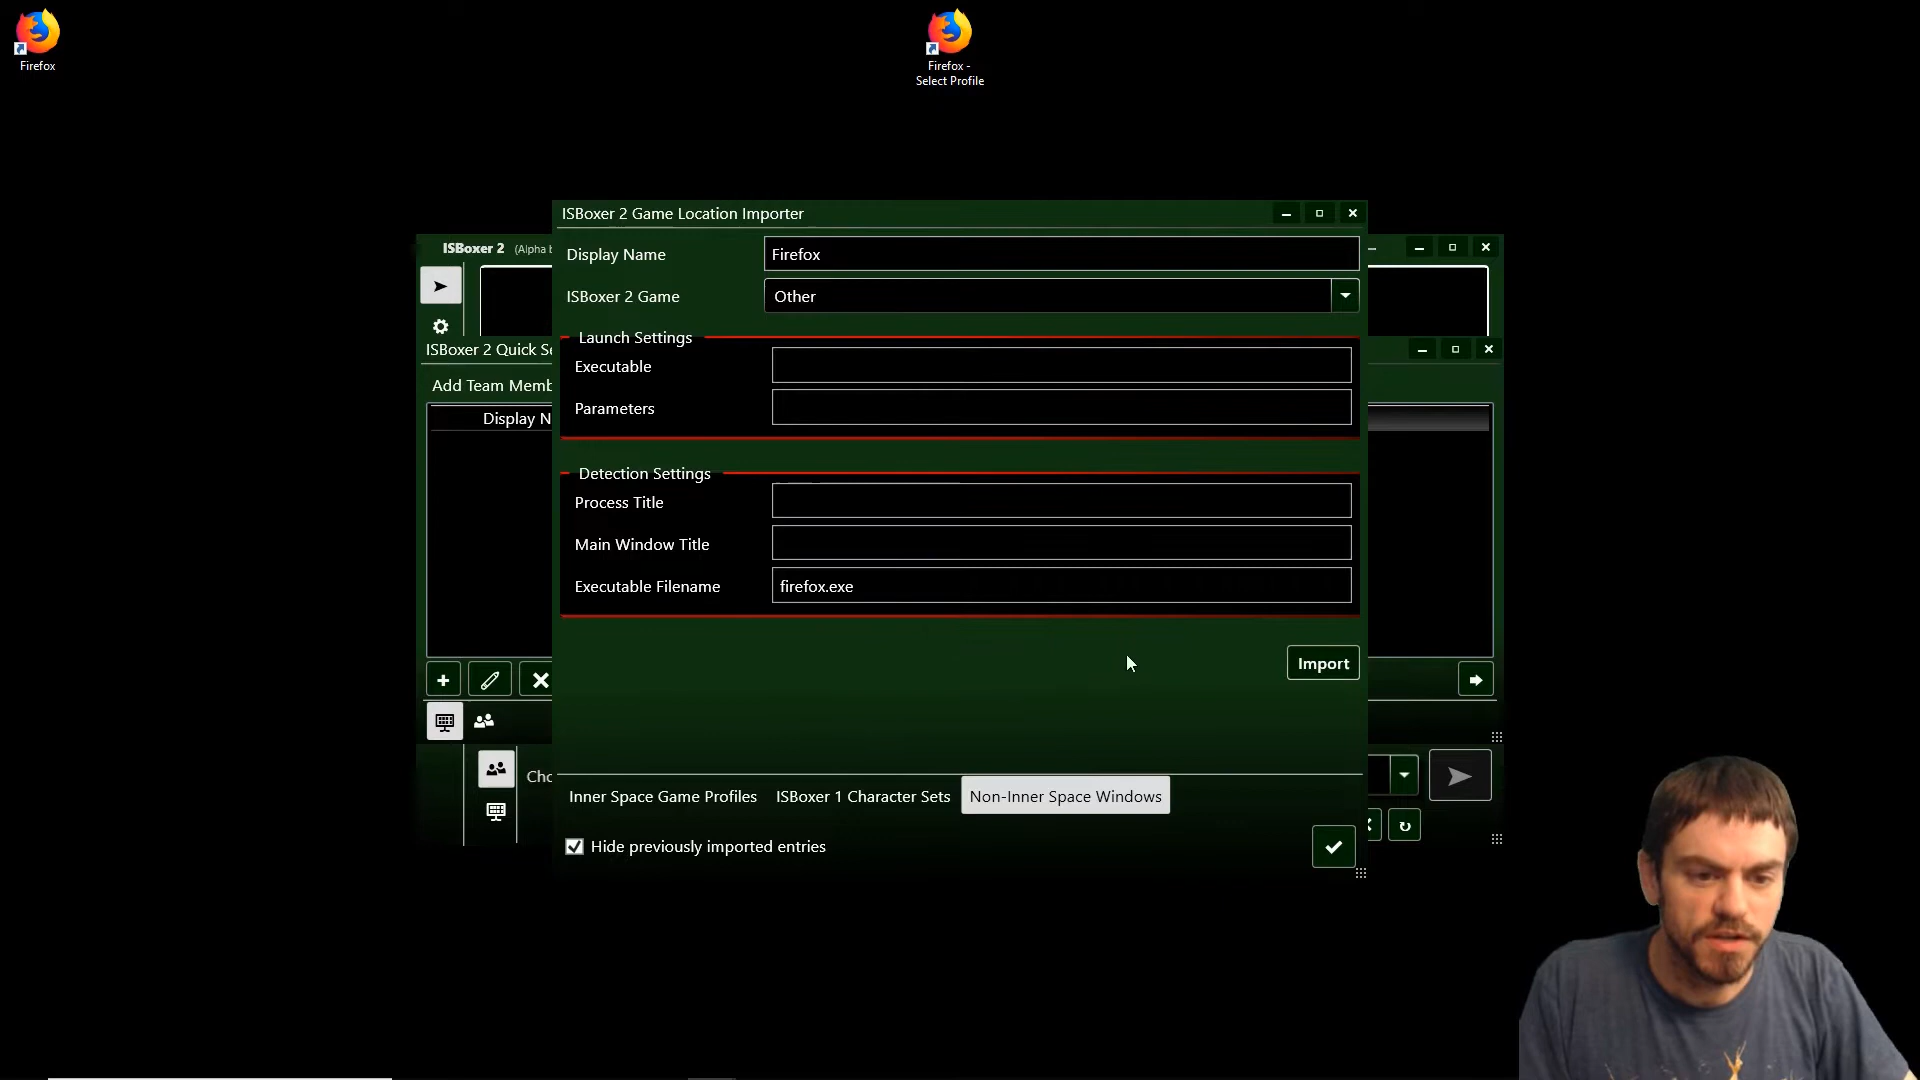 Firefox
Firefox -
Select Profile
ISBoxer 2 Game Location Importer
Display Name
Firefox
ISBoxer 2 Game
Other
ISBoxer 2 (Alpha b
Launch Settings
ISBoxer 2 Quick Se
Executable
Add Team Memb
Parameters
Display N
Detection Settings
Process Title
Main Window Title
Executable Filename
firefox.exe
Import
Cho
Inner Space Game Profiles
ISBoxer 1 Character Sets
Non-Inner Space Windows
Hide previously imported entries